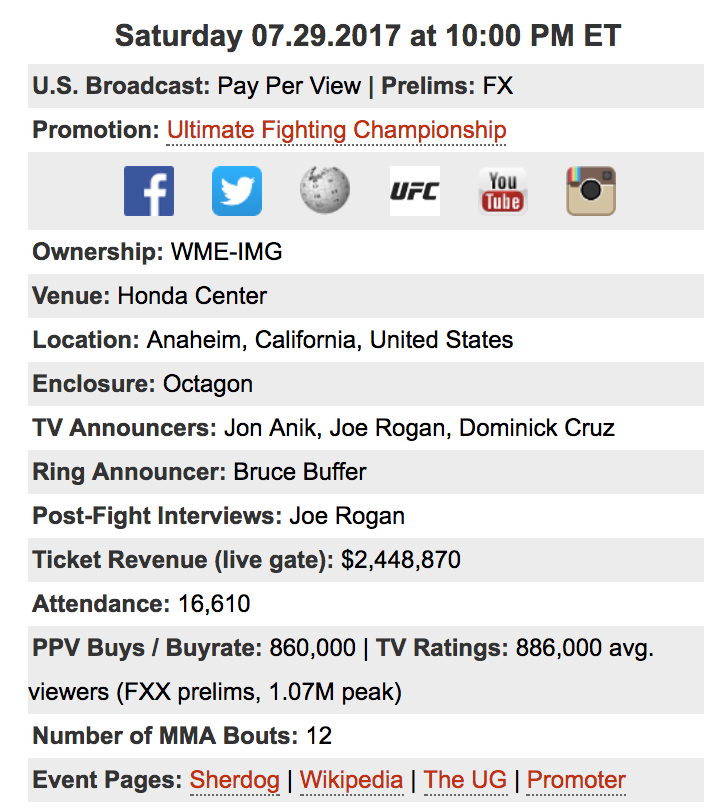 Saturday 07.29.2017 at 10:00 PM ET
U.S. Broadcast: Pay Per View | Prelims: FX
Promotion: Ultimate Fighting Championship
f UFC You Tube
Ownership: WME-IMG
Venue: Honda Center
Location: Anaheim, California, United States
Enclosure: Octagon
TV Announcers: Jon Anik, Joe Rogan, Dominick Cruz
Ring Announcer: Bruce Buffer
Post-Fight Interviews: Joe Rogan
Ticket Revenue (live gate): $2,448,870
Attendance: 16,610
PPV Buys / Buyrate: 860,000 | TV Ratings: 886,000 avg.
viewers (FXX prelims, 1.07M peak)
Number of MMA Bouts: 12
Event Pages: Sherdog | Wikipedia | The UG | Promoter